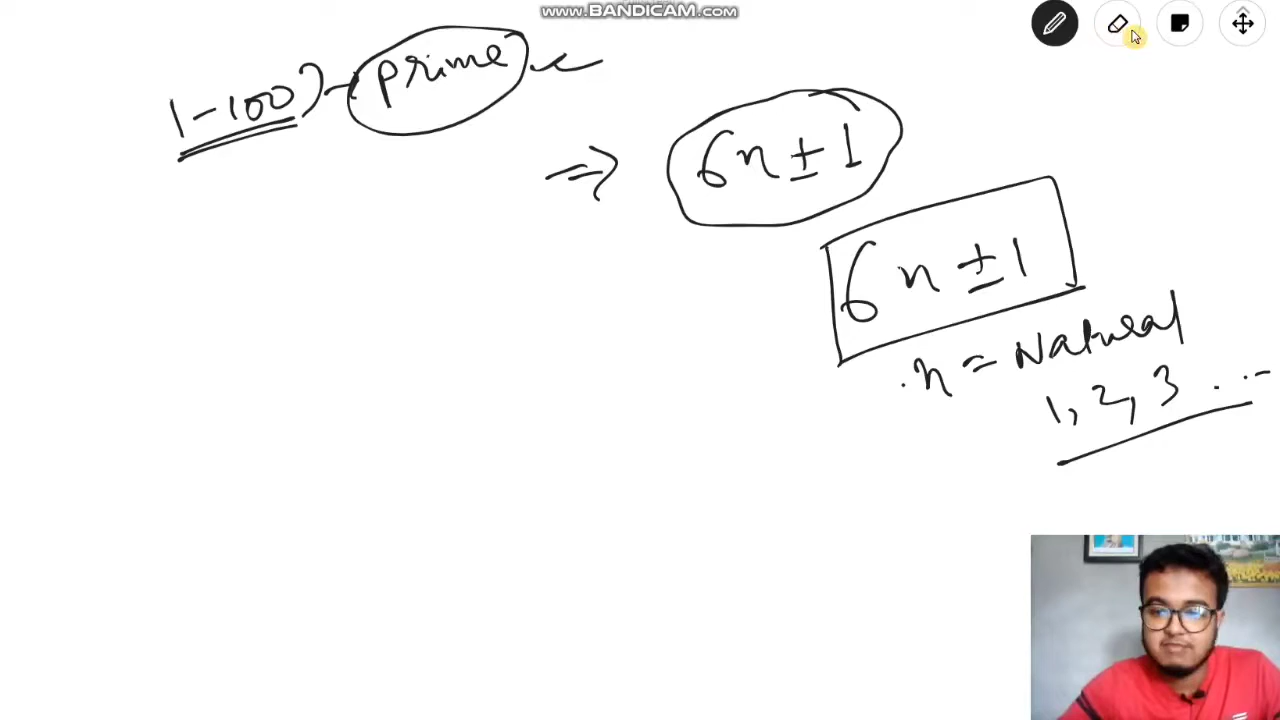 www.BANDICAM.com
1-100) - prime
⇒ 6n ± 1
6n ± 1
n = Natural
1, 2, 3 ...